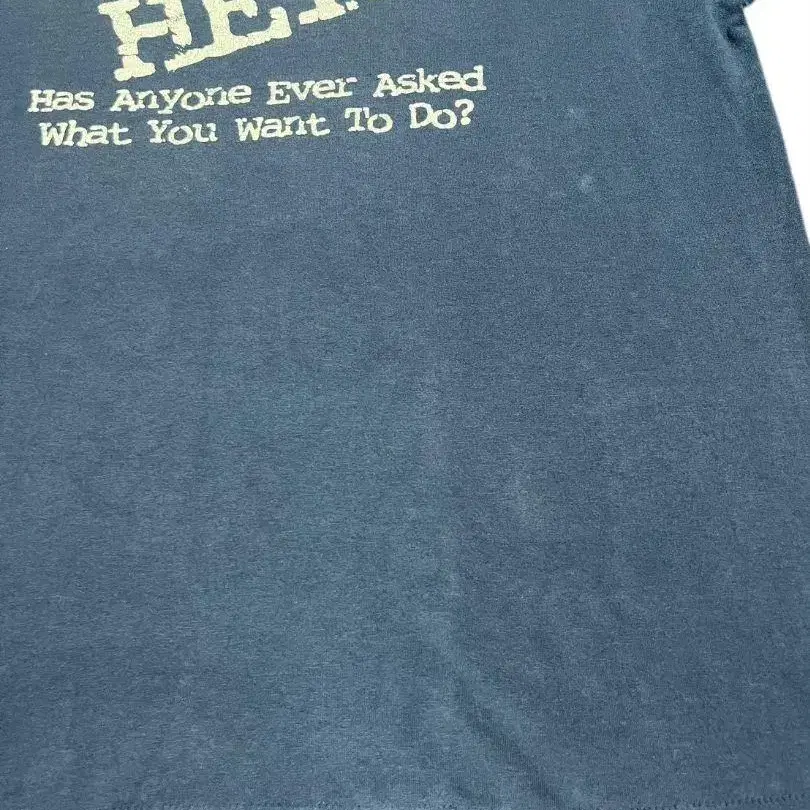 Has Anyone Ever Asked
What You Want To Do?